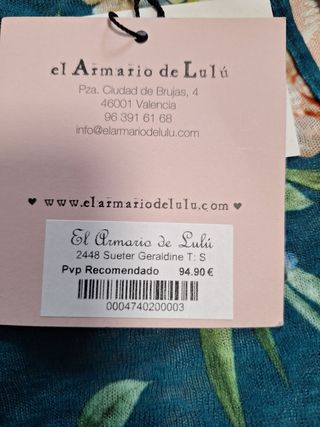 el Armario de Lulú
Pza. Ciudad de Brujas, 4
46001 Valencia
96 391 61 68
info@elarmariodelulu.com
www.elarmariodelulu.com
El Armario de Lulú
2448 Sueter Geraldine T: S
Pvp Recomendado 94.90 €
0004740200003